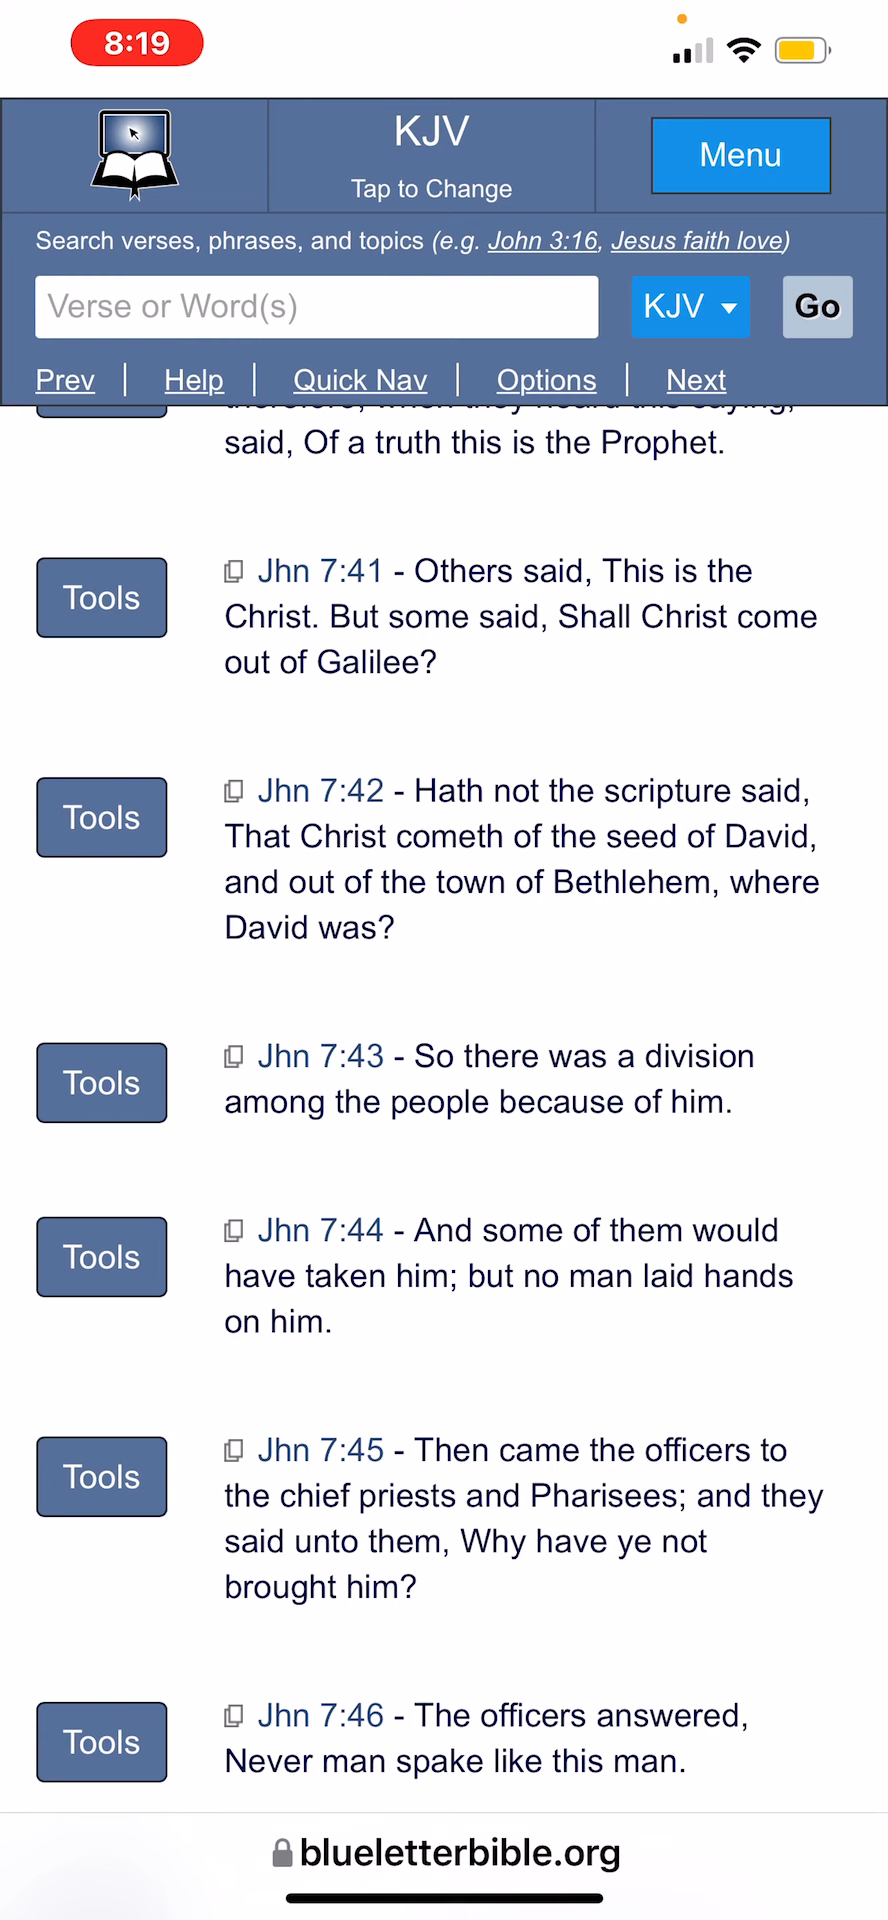 8:19
KJV
Tap to Change
Menu
Search verses, phrases, and topics (e.g. John 3:16, Jesus faith love)
Verse or Word(s)
KJV
Go
Prev | Help | Quick Nav | Options | Next
therefore, when they heard this saying,
said, Of a truth this is the Prophet.
Tools
Jhn 7:41 - Others said, This is the
Christ. But some said, Shall Christ come
out of Galilee?
Tools
Jhn 7:42 - Hath not the scripture said,
That Christ cometh of the seed of David,
and out of the town of Bethlehem, where
David was?
Tools
Jhn 7:43 - So there was a division
among the people because of him.
Tools
Jhn 7:44 - And some of them would
have taken him; but no man laid hands
on him.
Tools
Jhn 7:45 - Then came the officers to
the chief priests and Pharisees; and they
said unto them, Why have ye not
brought him?
Tools
Jhn 7:46 - The officers answered,
Never man spake like this man.
blueletterbible.org